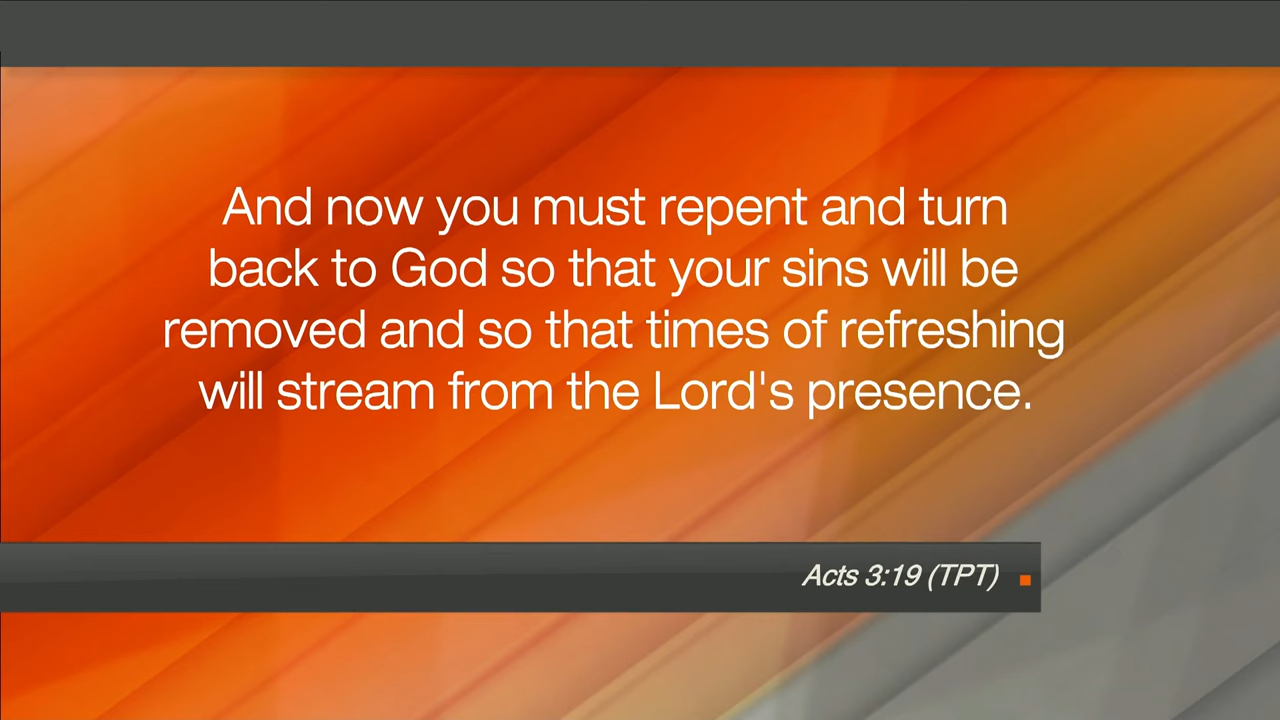 And now you must repent and turn
back to God so that your sins will be
removed and so that times of refreshing
will stream from the Lord's presence.
Acts 3:19 (TPT)